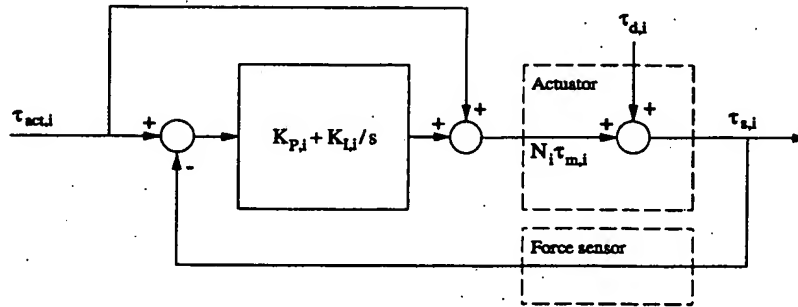 τd,i
Actuator
τact,i
+
-
KP,i + KI,i/s
+
+
+
+
Niτm,i
τs,i
Force sensor